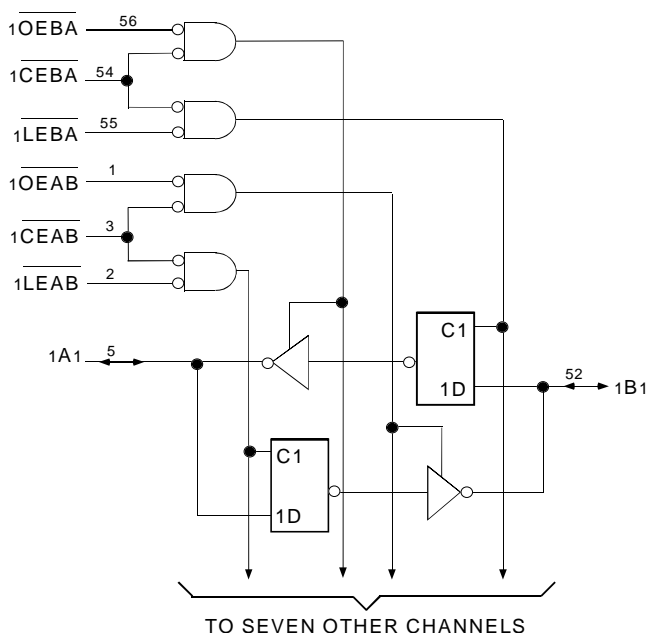 1OEBA 56
1CEBA 54
1LEBA 55
1OEAB 1
1CEAB 3
1LEAB 2
C1
1A1 5
1D 52 1B1
C1
1D
TO SEVEN OTHER CHANNELS